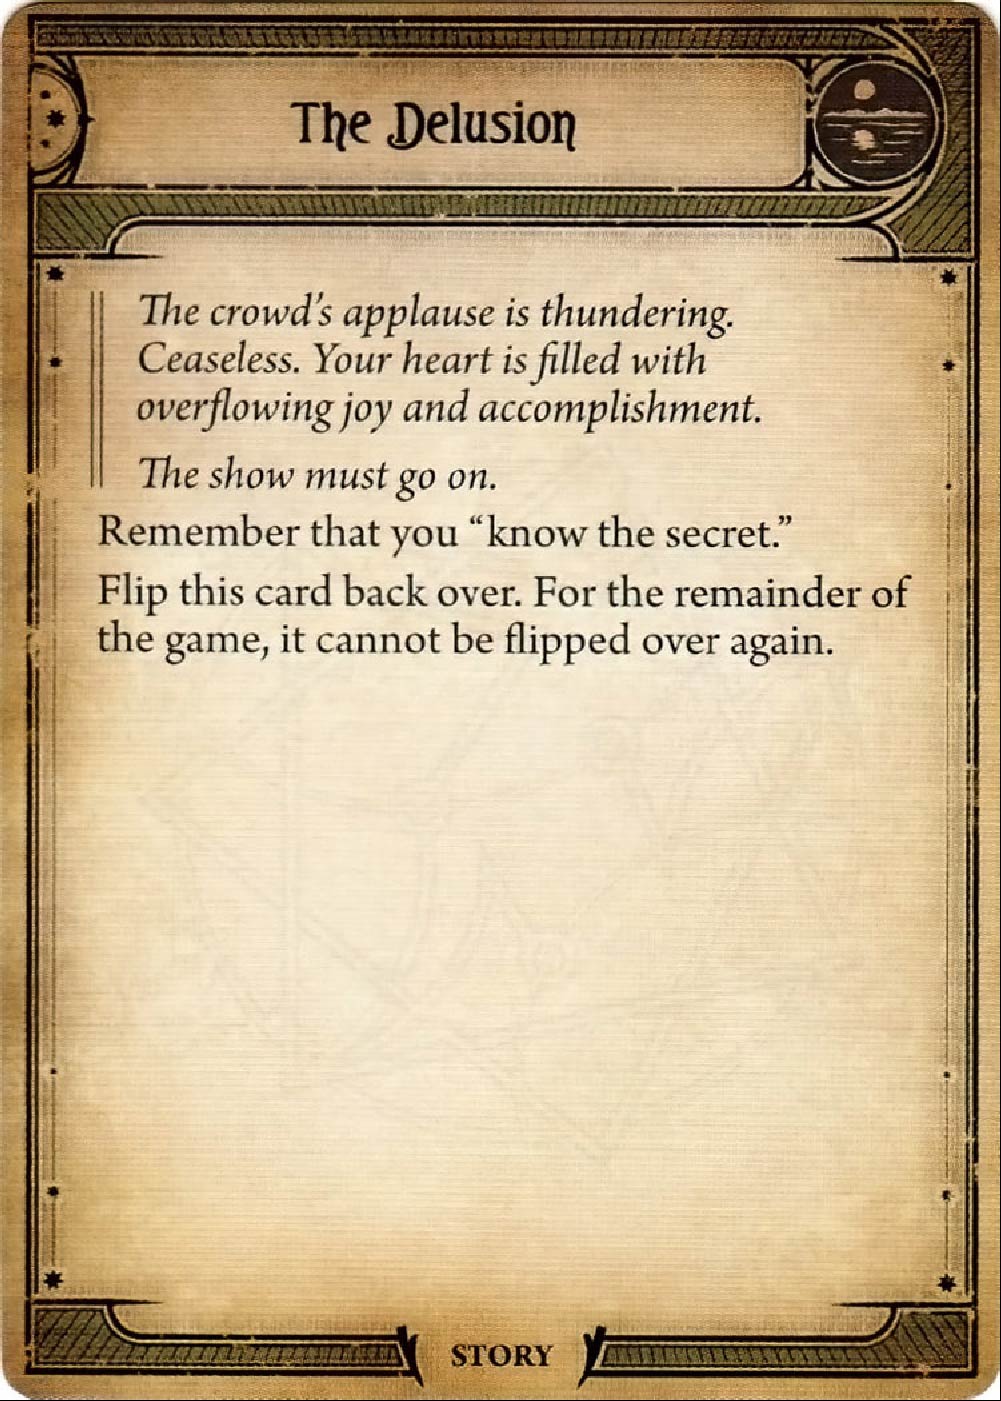 The Delusion
The crowd's applause is thundering.
Ceaseless. Your heart is filled with
overflowing joy and accomplishment.
The show must go on.
Remember that you “know the secret.”
Flip this card back over. For the remainder of
the game, it cannot be flipped over again.
STORY